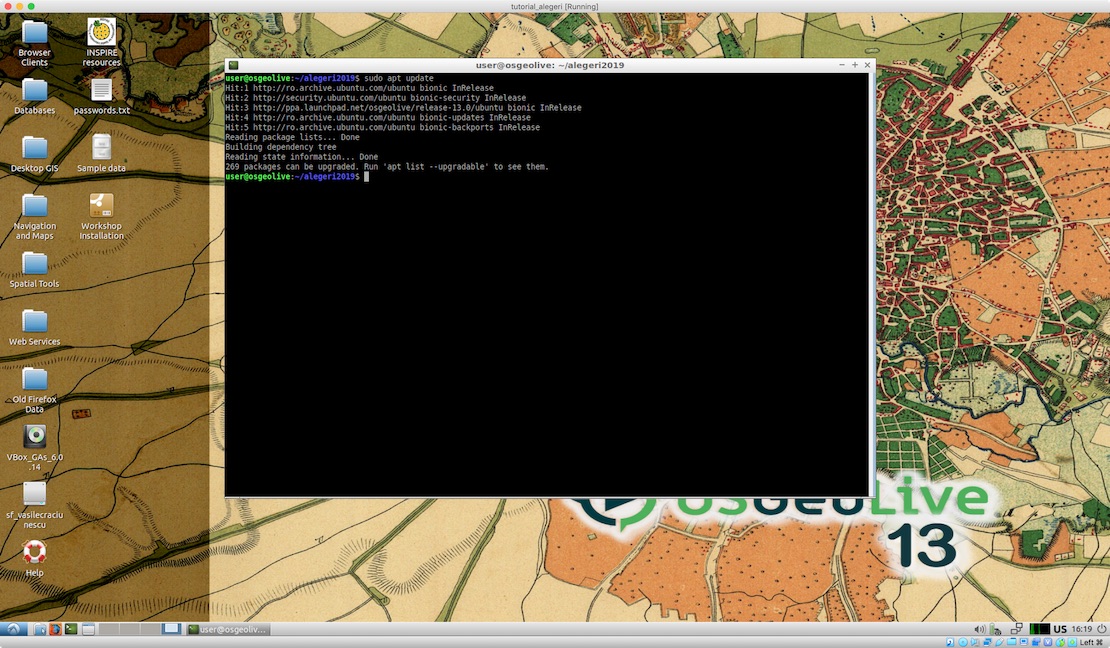 tutorial_alegeri [Running]
Browser
Clients
INSPIRE
resources
Databases
passwords.txt
Desktop GIS
Sample data
Navigation
and Maps
Workshop
Installation
Spatial Tools
Web Services
Old Firefox
Data
VBox_GAs_6.0
.14
sf_vasilecraciu
nescu
Help
user@osgeolive: ~/alegeri2019
user@osgeolive:~/alegeri2019$ sudo apt update
Hit:1 http://ro.archive.ubuntu.com/ubuntu bionic InRelease
Hit:2 http://security.ubuntu.com/ubuntu bionic-security InRelease
Hit:3 http://ppa.launchpad.net/osgeolive/release-13.0/ubuntu bionic InRelease
Hit:4 http://ro.archive.ubuntu.com/ubuntu bionic-updates InRelease
Hit:5 http://ro.archive.ubuntu.com/ubuntu bionic-backports InRelease
Reading package lists... Done
Building dependency tree
Reading state information... Done
269 packages can be upgraded. Run 'apt list --upgradable' to see them.
user@osgeolive:~/alegeri2019$
osgeoLive
13
user@osgeoliv...
US 16:19
Left ⌘